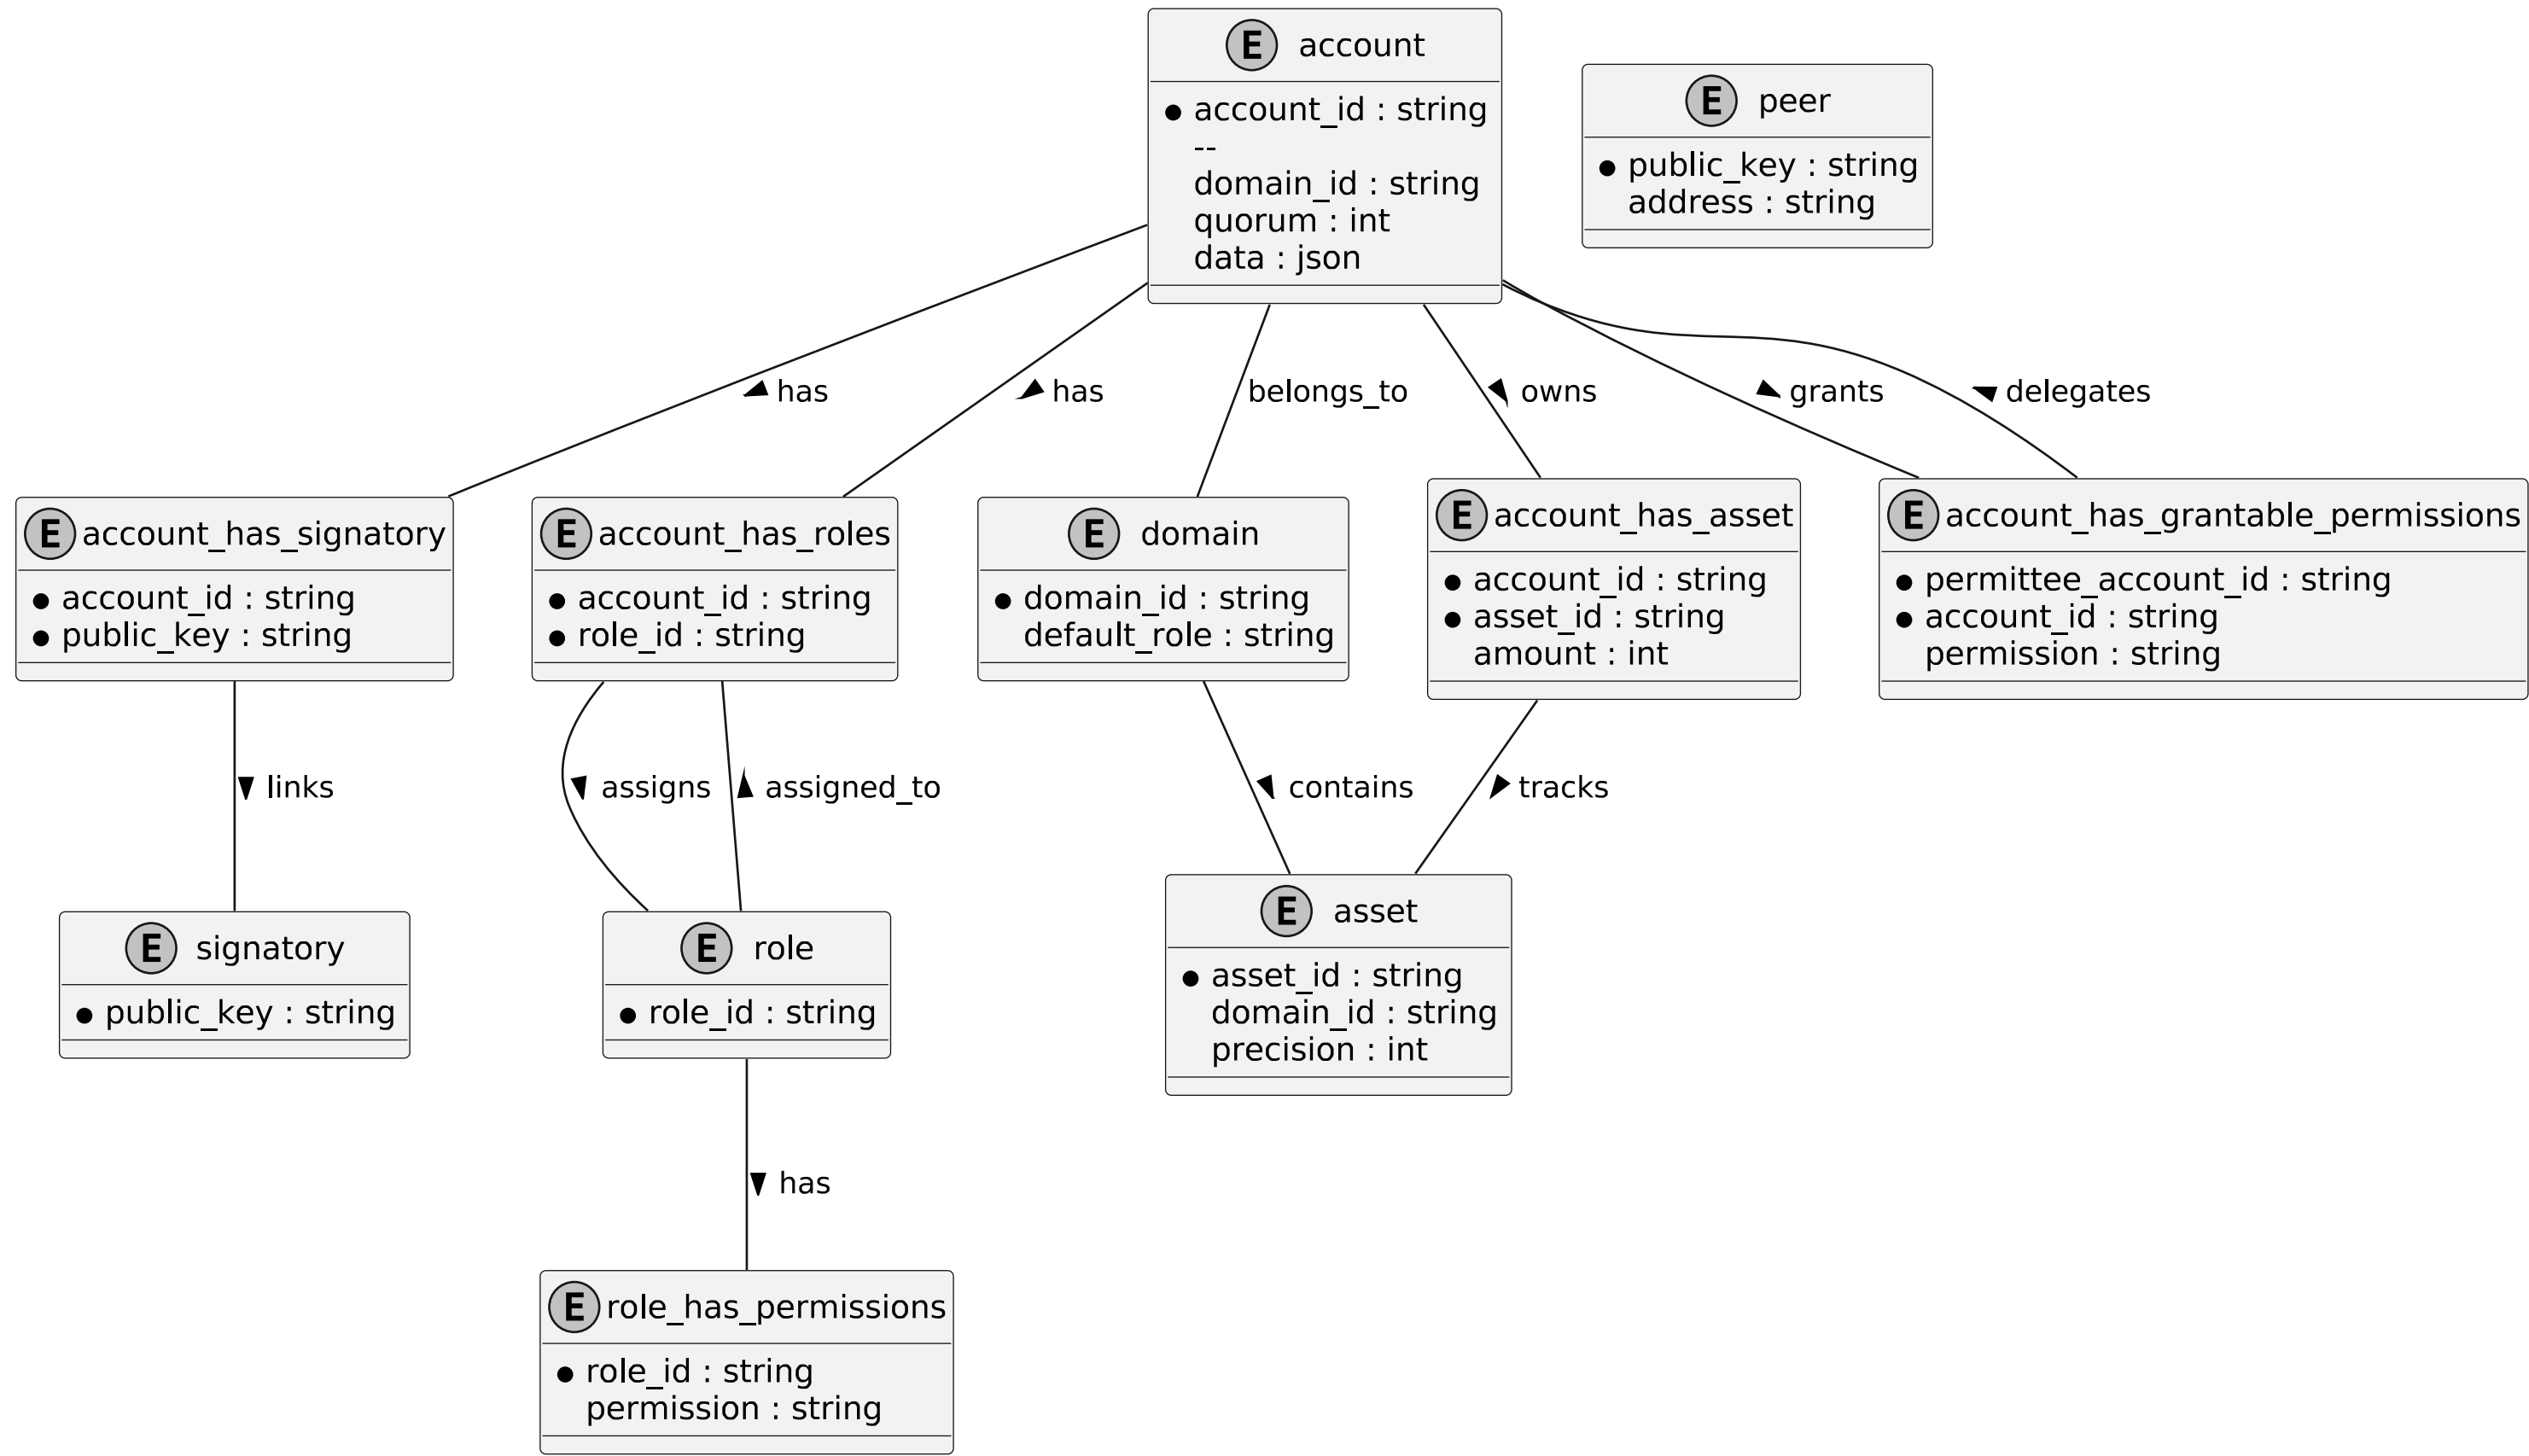 E account
account_id : string
--
domain_id : string
quorum : int
data : json
E peer
public_key : string
address : string
has
has
belongs_to
owns
grants
delegates
E account_has_signatory
account_id : string
public_key : string
E account_has_roles
account_id : string
role_id : string
E domain
domain_id : string
default_role : string
E account_has_asset
account_id : string
asset_id : string
amount : int
E account_has_grantable_permissions
permittee_account_id : string
account_id : string
permission : string
links
assigns
assigned_to
contains
tracks
E signatory
public_key : string
E role
role_id : string
E asset
asset_id : string
domain_id : string
precision : int
has
E role_has_permissions
role_id : string
permission : string